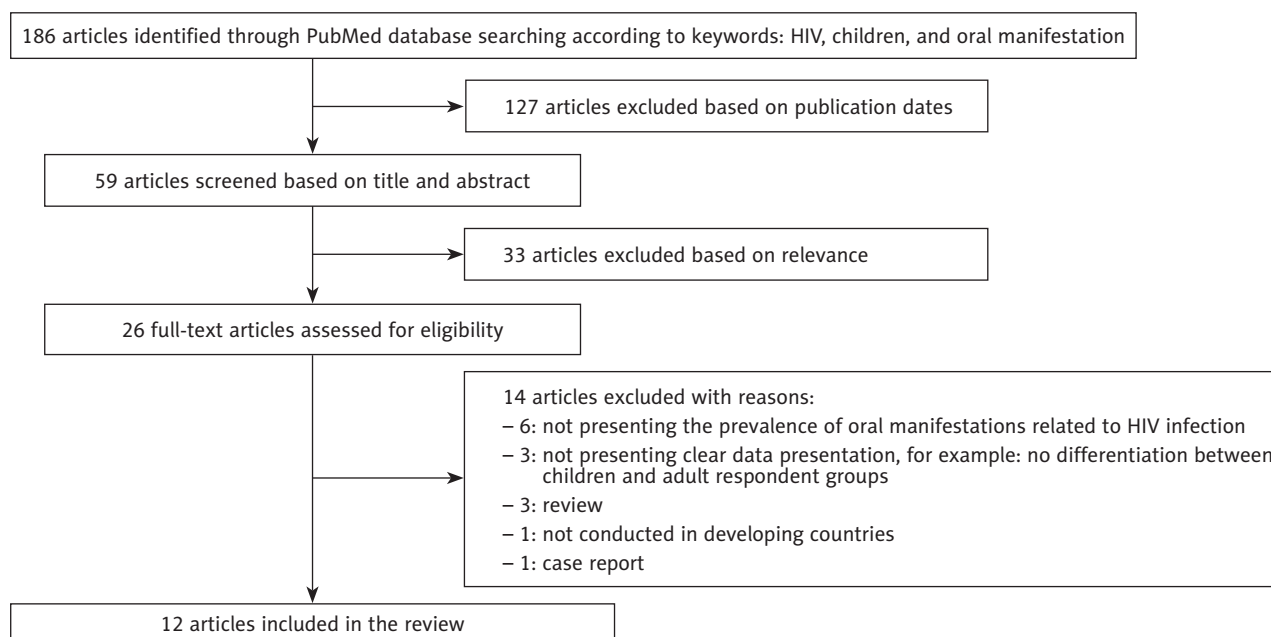 186 articles identified through PubMed database searching according to keywords: HIV, children, and oral manifestation
127 articles excluded based on publication dates
59 articles screened based on title and abstract
33 articles excluded based on relevance
26 full-text articles assessed for eligibility
14 articles excluded with reasons:
– 6: not presenting the prevalence of oral manifestations related to HIV infection
– 3: not presenting clear data presentation, for example: no differentiation between
children and adult respondent groups
– 3: review
– 1: not conducted in developing countries
– 1: case report
12 articles included in the review